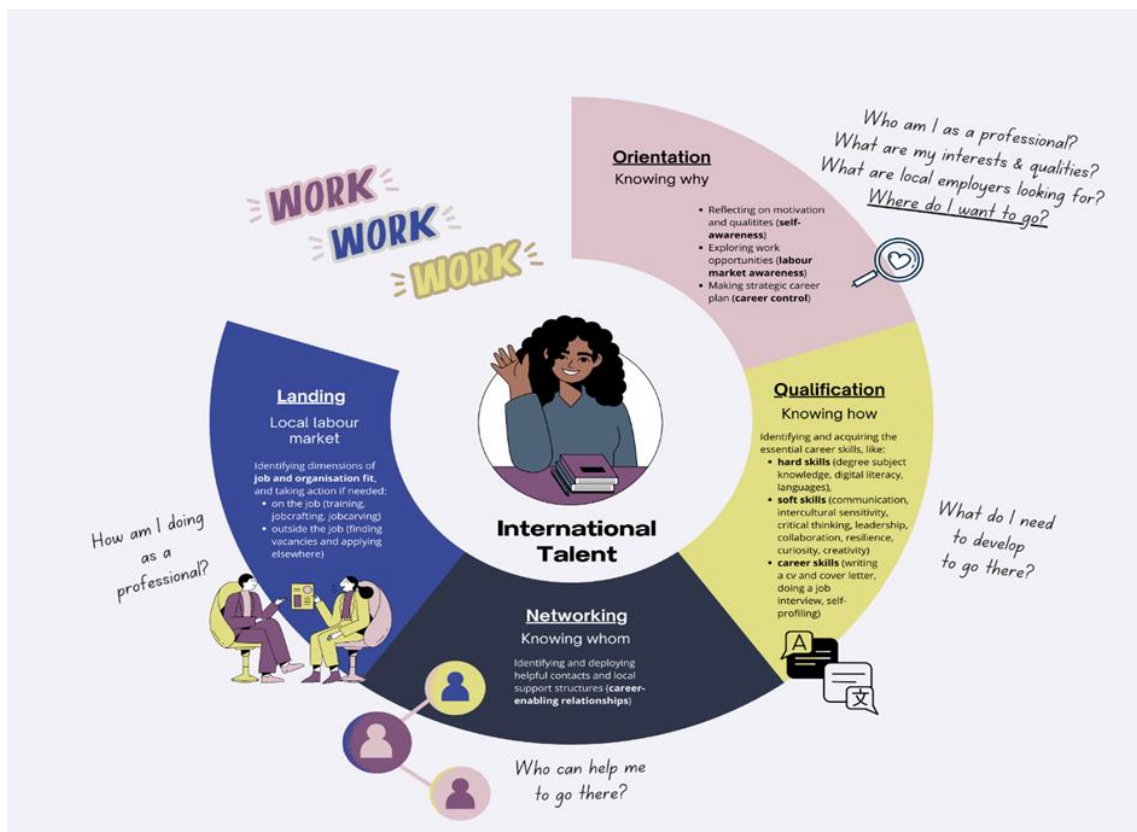 WORK
WORK
WORK
Orientation
Knowing why
• Reflecting on motivation
and qualitites (self-
awareness)
• Exploring work
opportunities (labour
market awareness)
• Making strategic career
plan (career control)
Who am I as a professional?
What are my interests & qualities?
What are local employers looking for?
Where do I want to go?
Qualification
Knowing how
Identifying and acquiring the
essential career skills, like:
• hard skills (degree subject
knowledge, digital literacy,
languages),
• soft skills (communication,
intercultural sensitivity,
critical thinking, leadership,
collaboration, resilience,
curiosity, creativity)
• career skills (writing
a cv and cover letter,
doing a job
interview, self-
profiling)
What do I need
to develop
to go there?
A
文
Networking
Knowing whom
Identifying and deploying
helpful contacts and local
support structures (career-
enabling relationships)
Who can help me
to go there?
Landing
Local labour
market
Identifying dimensions of
job and organisation fit,
and taking action if needed:
• on the job (training,
jobcrafting, jobcarving)
• outside the job (finding
vacancies and applying
elsewhere)
How am I doing
as a
professional?
International
Talent